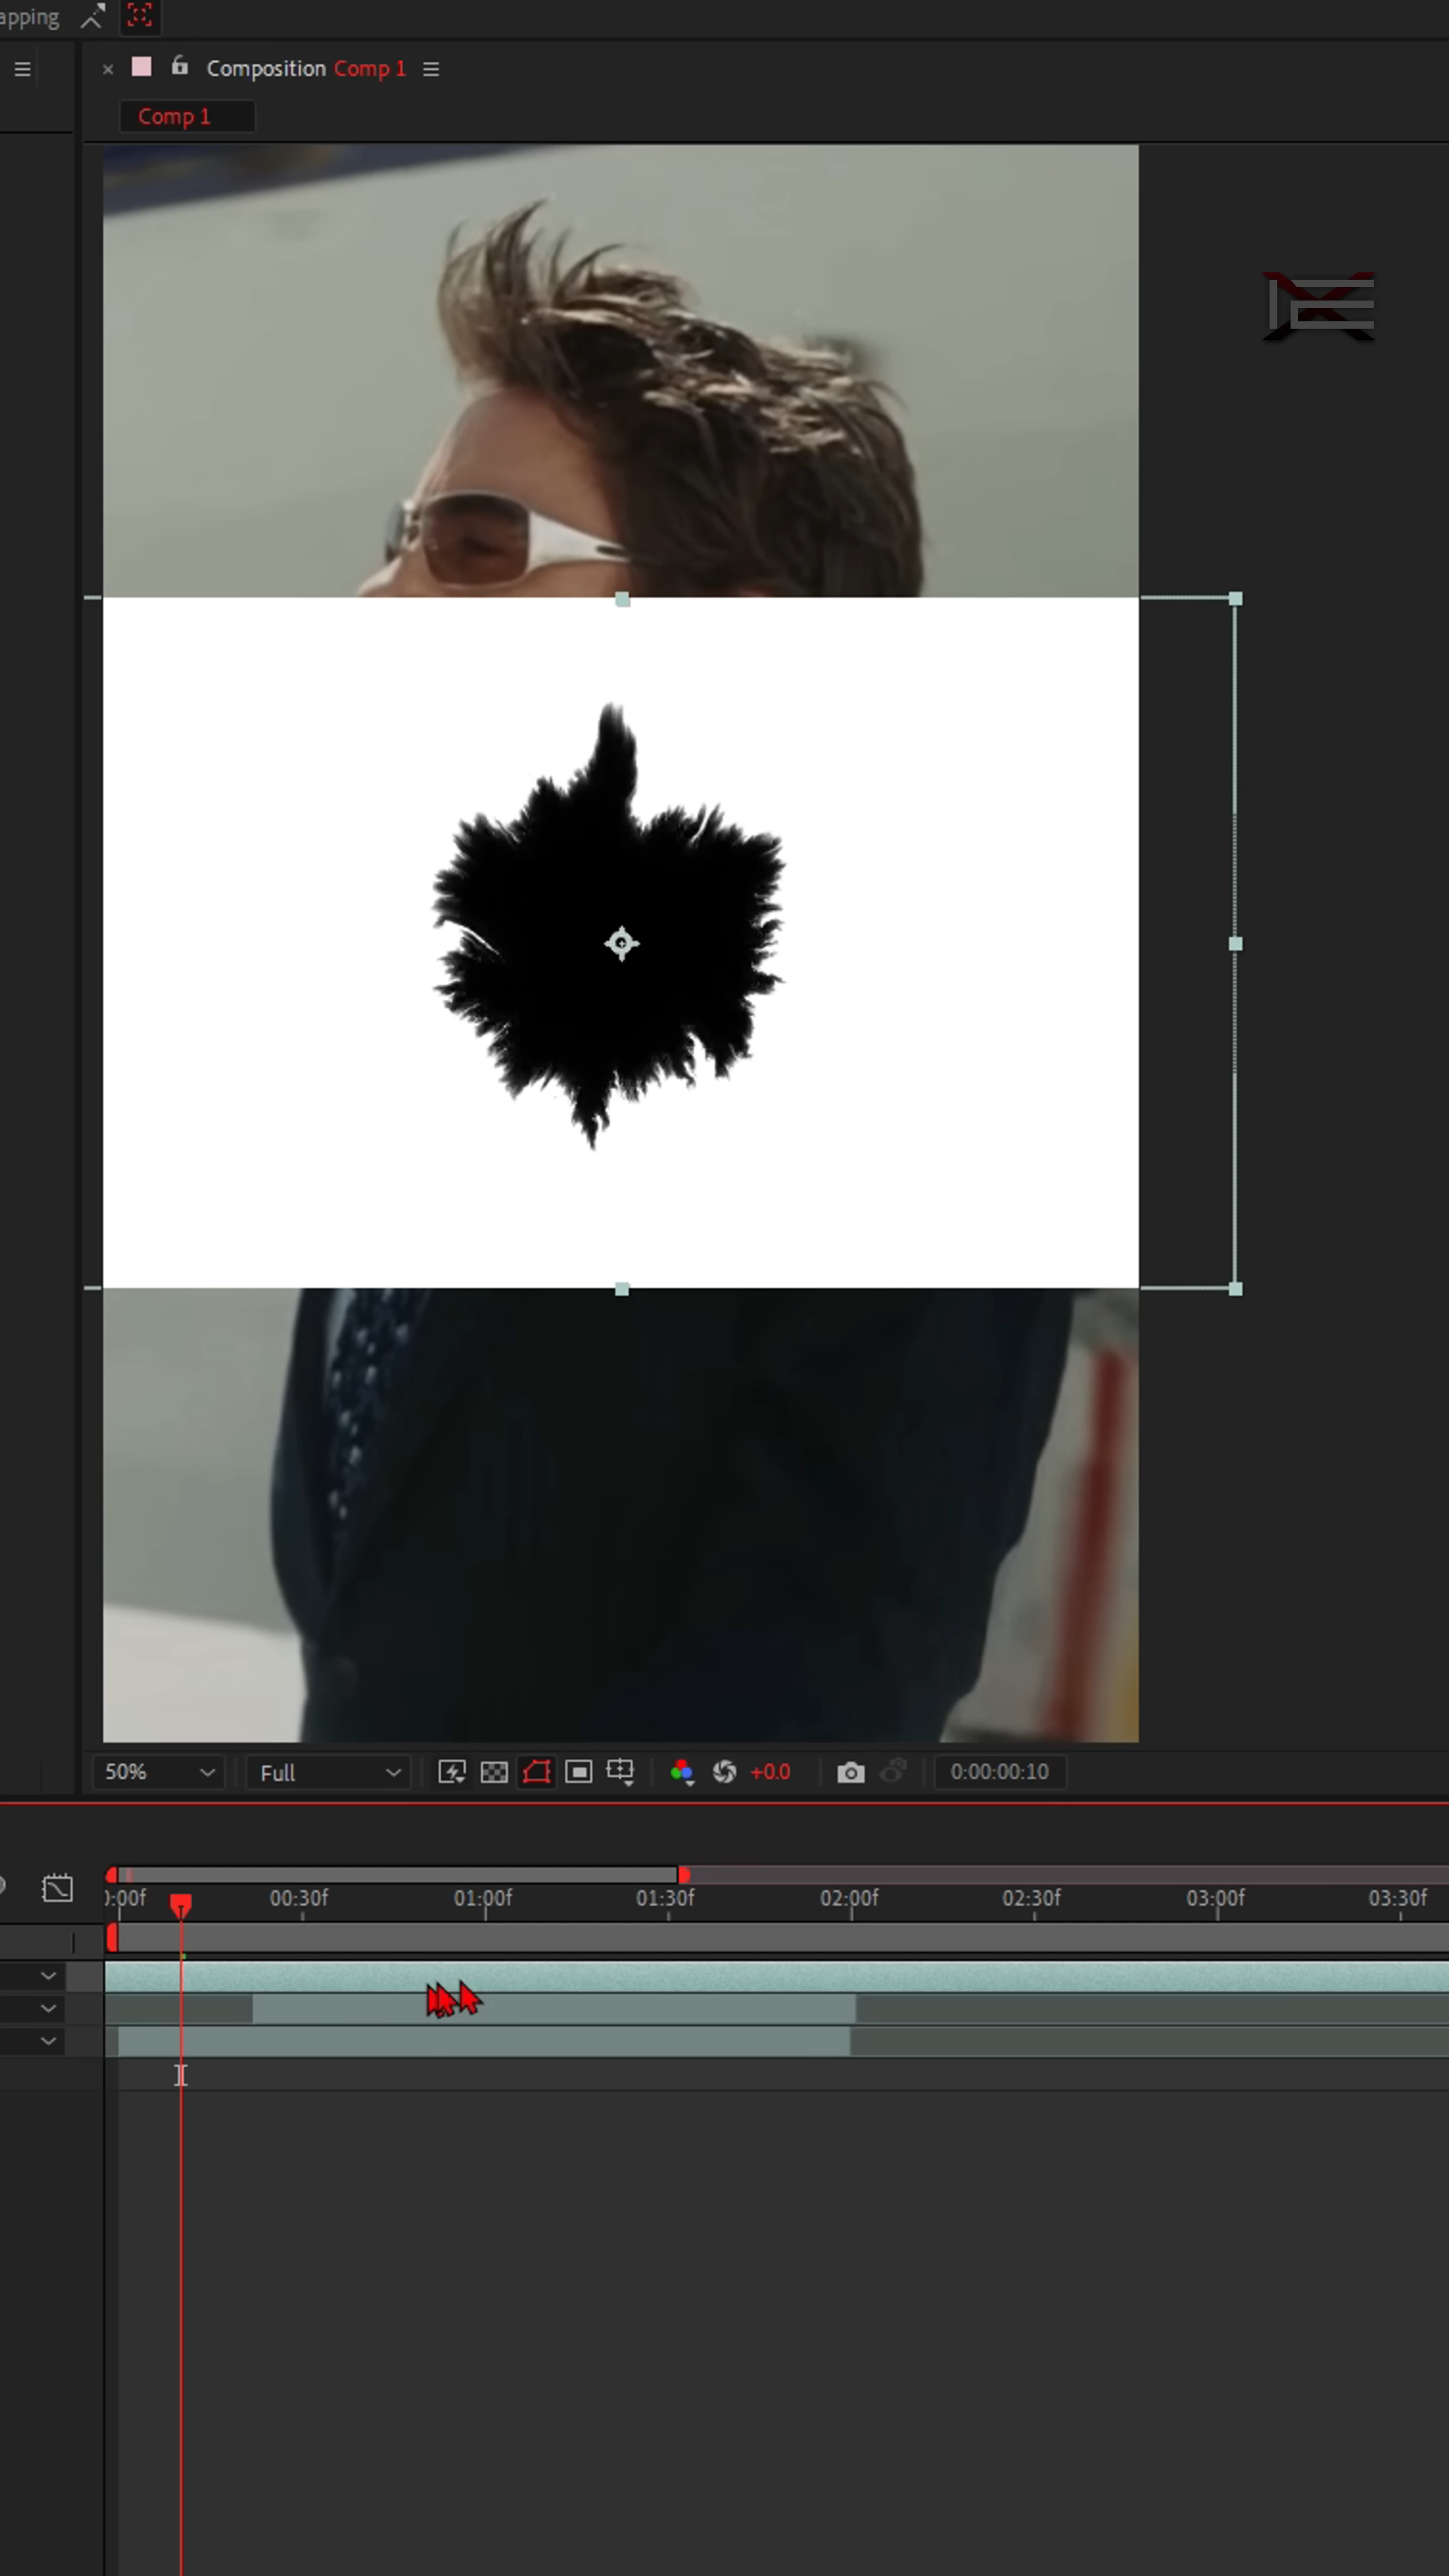 apping
Composition Comp 1
Comp 1
50%
Full
+0.0
0:00:00:10
0:00f 00:30f 01:00f 01:30f 02:00f 02:30f 03:00f 03:30f